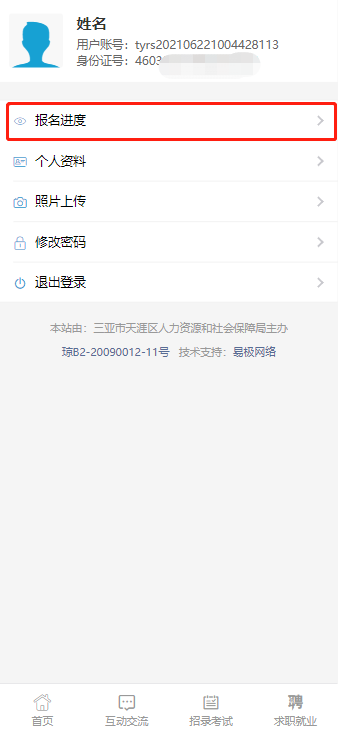 姓名
用户账号：tyrs202106221004428113
身份证号：4603
报名进度
个人资料
照片上传
修改密码
退出登录
本站由：三亚市天涯区人力资源和社会保障局主办
琼B2-20090012-11号 技术支持：易极网络
首页 互动交流 招录考试 聘 求职就业